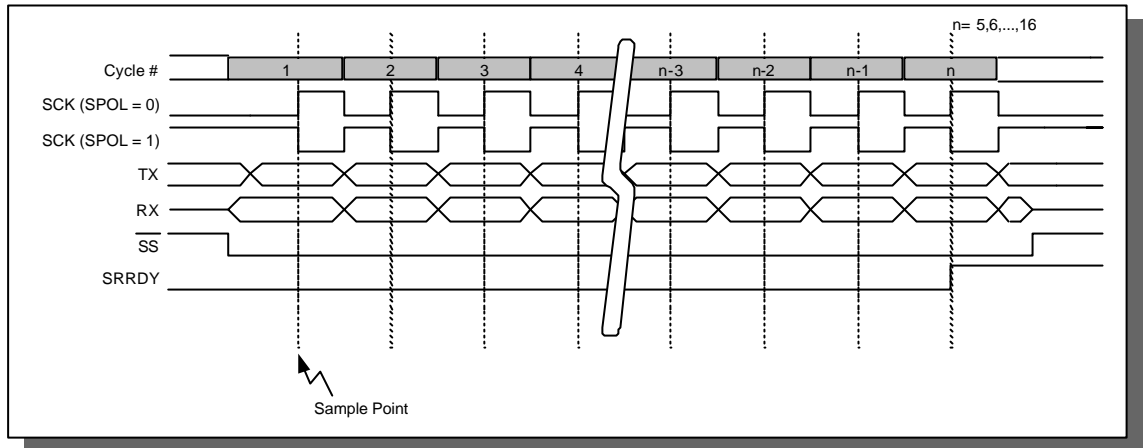 n= 5,6,...,16
Cycle # 1 2 3 4 n-3 n-2 n-1 n
SCK (SPOL = 0)
SCK (SPOL = 1)
TX
RX
SS
SRRDY
Sample Point